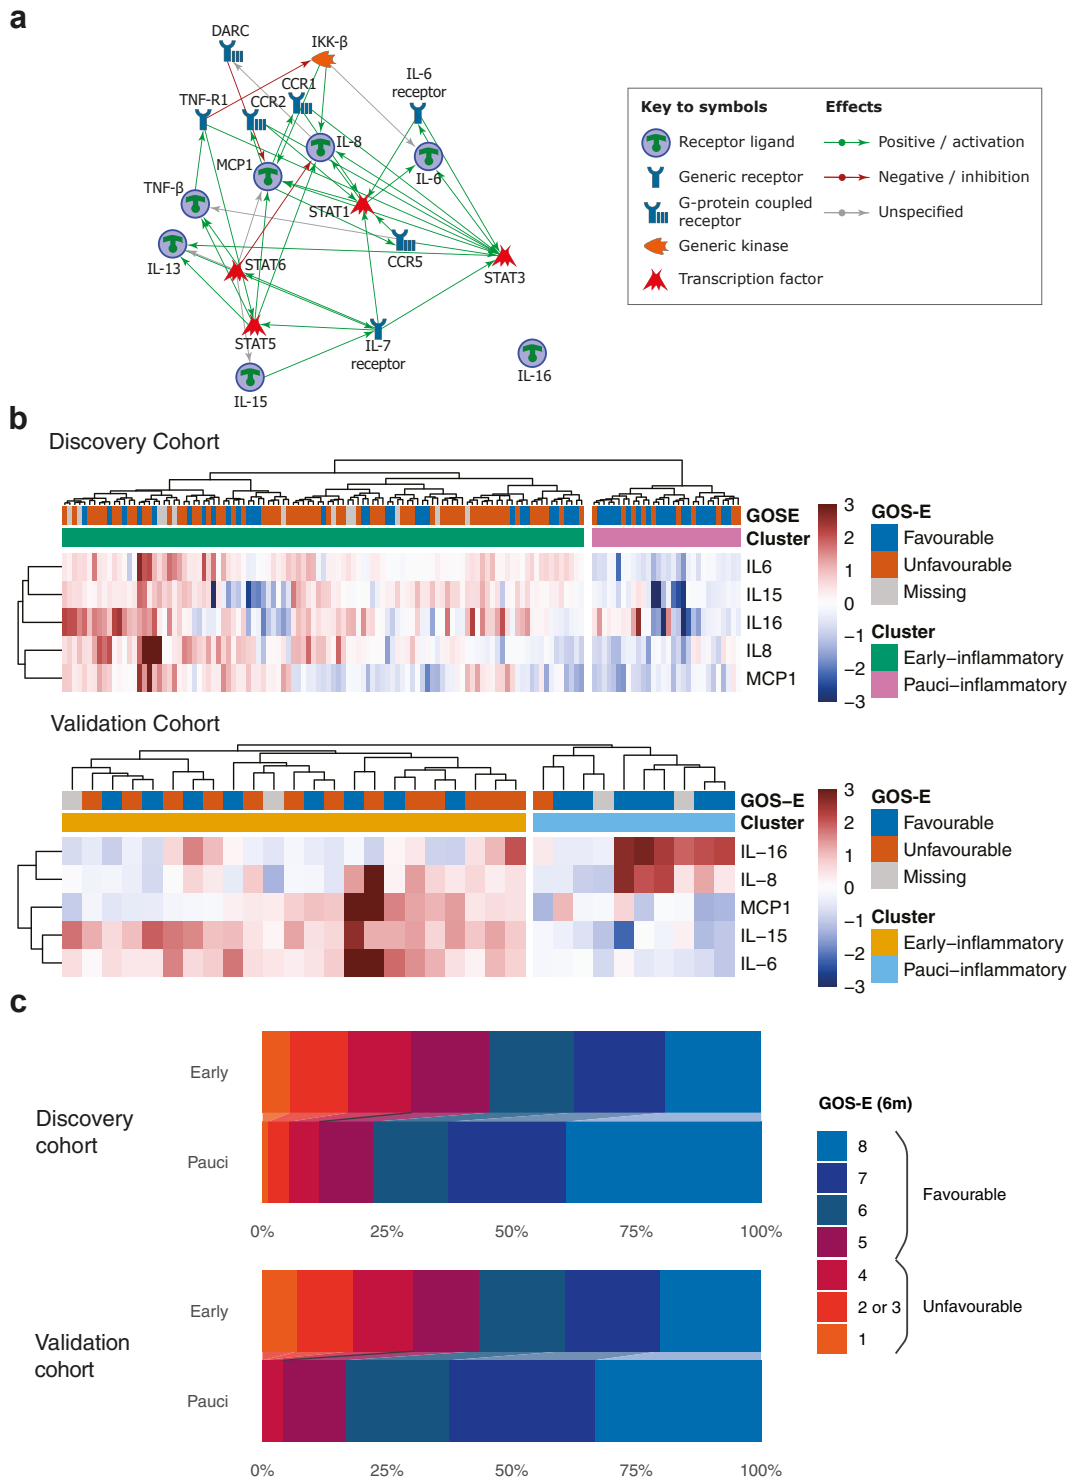 a
DARC
IKK-β
IL-6
receptor
CCR1
TNF-R1
CCR2
IL-8
MCP1
IL-6
TNF-β
STAT1
IL-13
STAT6
CCR5
STAT3
STAT5
IL-7
receptor
IL-16
IL-15
Key to symbols
Effects
Receptor ligand
Positive / activation
Generic receptor
Negative / inhibition
G-protein coupled
receptor
Unspecified
Generic kinase
Transcription factor
b
Discovery Cohort
GOSE
Cluster
IL6
IL15
IL16
IL8
MCP1
3
2
1
0
−1
−2
−3
GOS-E
Favourable
Unfavourable
Missing
Cluster
Early−inflammatory
Pauci−inflammatory
Validation Cohort
GOS−E
Cluster
IL−16
IL−8
MCP1
IL−15
IL−6
3
2
1
0
−1
−2
−3
GOS-E
Favourable
Unfavourable
Missing
Cluster
Early−inflammatory
Pauci−inflammatory
c
Discovery
cohort
Early
Pauci
0% 25% 50% 75% 100%
Validation
cohort
Early
Pauci
0% 25% 50% 75% 100%
GOS-E (6m)
8
7
6
5
4
2 or 3
1
Favourable
Unfavourable